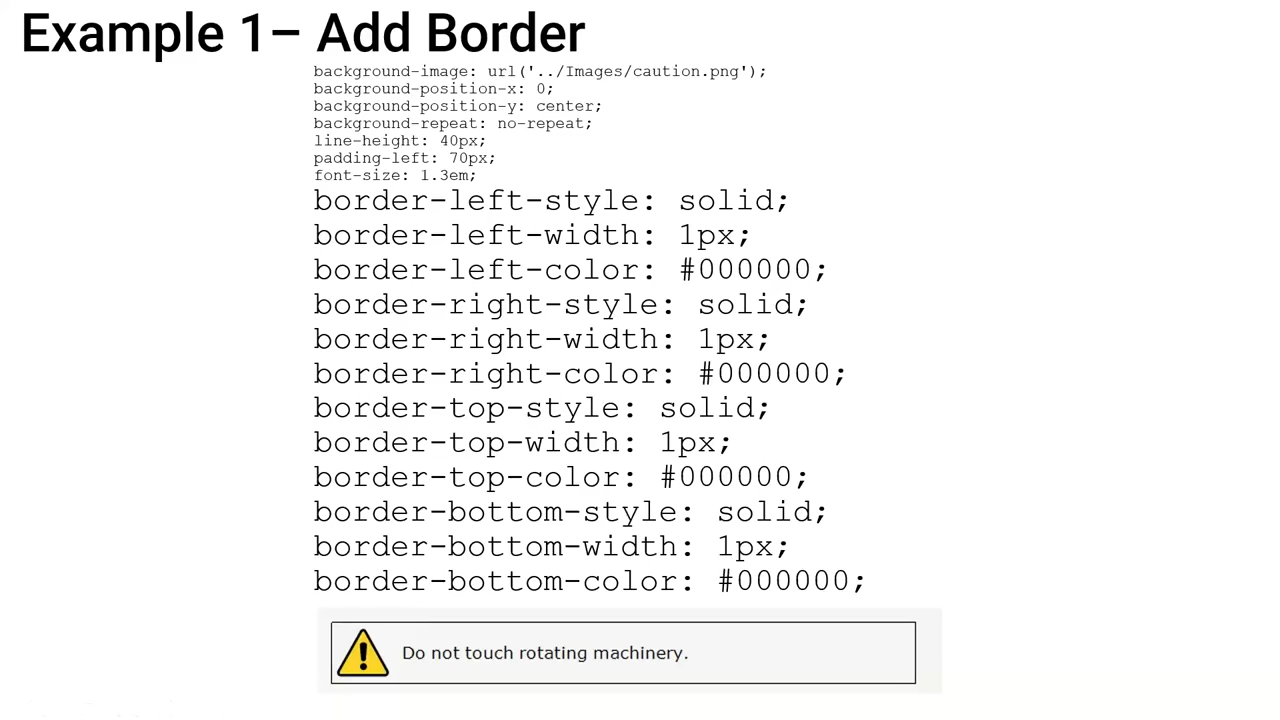 Example 1– Add Border
background-image: url('../Images/caution.png');
background-position-x: 0;
background-position-y: center;
background-repeat: no-repeat;
line-height: 40px;
padding-left: 70px;
font-size: 1.3em;
border-left-style: solid;
border-left-width: 1px;
border-left-color: #000000;
border-right-style: solid;
border-right-width: 1px;
border-right-color: #000000;
border-top-style: solid;
border-top-width: 1px;
border-top-color: #000000;
border-bottom-style: solid;
border-bottom-width: 1px;
border-bottom-color: #000000;
Do not touch rotating machinery.